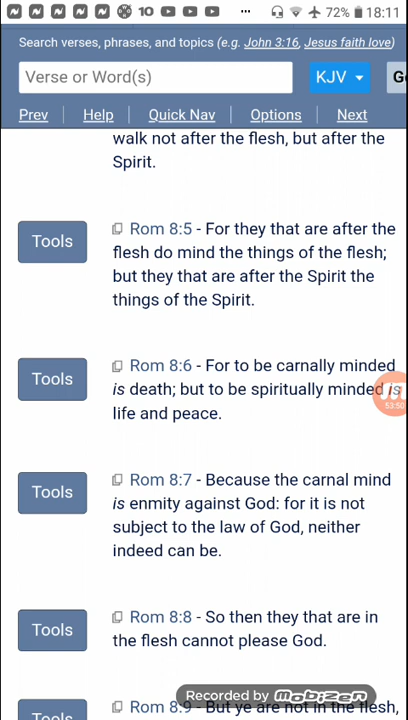 10
72%
18:11
Search verses, phrases, and topics (e.g. John 3:16, Jesus faith love)
Verse or Word(s)
KJV
G
Prev
Help
Quick Nav
Options
Next
walk not after the flesh, but after the
Spirit.
Tools
Rom 8:5 - For they that are after the
flesh do mind the things of the flesh;
but they that are after the Spirit the
things of the Spirit.
Tools
Rom 8:6 - For to be carnally minded
is death; but to be spiritually minded is
life and peace.
53:50
Tools
Rom 8:7 - Because the carnal mind
is enmity against God: for it is not
subject to the law of God, neither
indeed can be.
Tools
Rom 8:8 - So then they that are in
the flesh cannot please God.
Tools
Rom 8:9 - But ye are not in the flesh,
Recorded by Mobizen